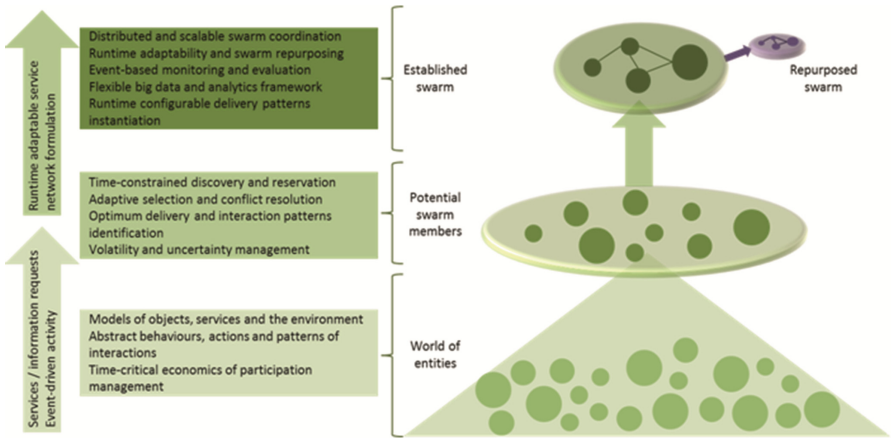 Runtime adaptable service
network formulation
Distributed and scalable swarm coordination
Runtime adaptability and swarm repurposing
Event-based monitoring and evaluation
Flexible big data and analytics framework
Runtime configurable delivery patterns
instantiation
Established
swarm
Repurposed
swarm
Time-constrained discovery and reservation
Adaptive selection and conflict resolution
Optimum delivery and interaction patterns
identification
Volatility and uncertainty management
Potential
swarm
members
Services / information requests
Event-driven activity
Models of objects, services and the environment
Abstract behaviours, actions and patterns of
interactions
Time-critical economics of participation
management
World of
entities